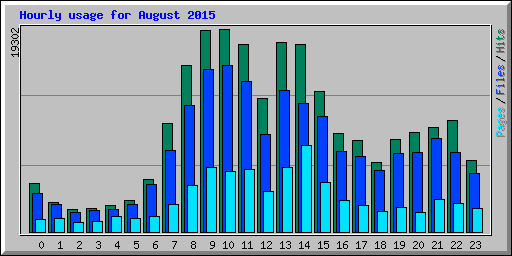 Hourly usage for August 2015
19302
Pages / Files / Hits
0 1 2 3 4 5 6 7 8 9 10 11 12 13 14 15 16 17 18 19 20 21 22 23